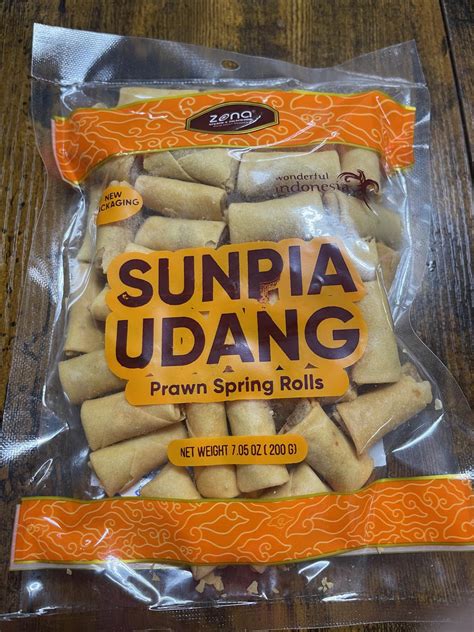 zona
wonderful
indonesia
NEW
PACKAGING
SUNPIA
UDANG
Prawn Spring Rolls
NET WEIGHT 7.05 OZ (200 G)